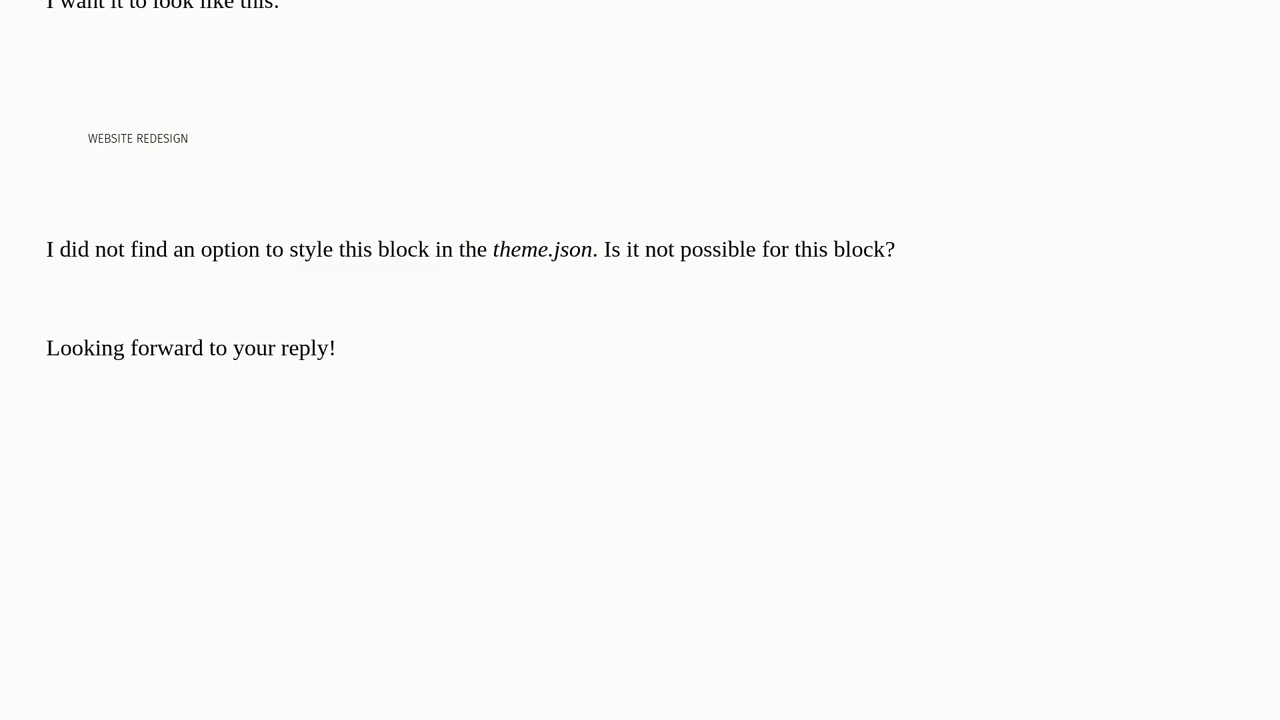 I want it to look like this:
WEBSITE REDESIGN
I did not find an option to style this block in the theme.json. Is it not possible for this block?
Looking forward to your reply!